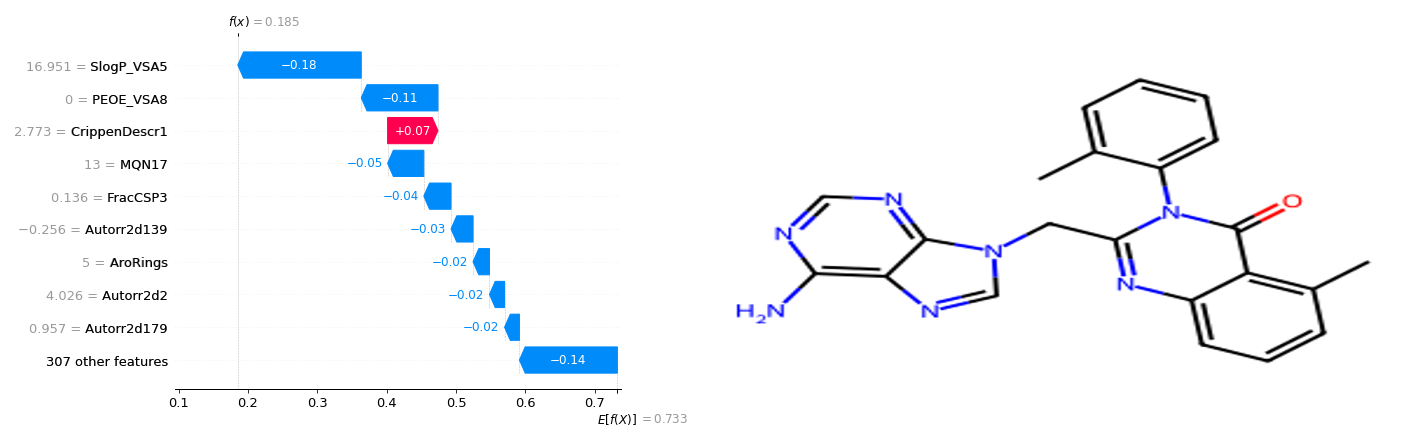 f(x) = 0.185
16.951 = SlogP_VSA5 −0.18
0 = PEOE_VSA8 −0.11
2.773 = CrippenDescr1 +0.07
13 = MQN17 −0.05
0.136 = FracCSP3 −0.04
−0.256 = Autorr2d139 −0.03
5 = AroRings −0.02
4.026 = Autorr2d2 −0.02
0.957 = Autorr2d179 −0.02
307 other features −0.14
0.1 0.2 0.3 0.4 0.5 0.6 0.7
E[f(X)] = 0.733
N
O
N
N
N
N
N
H2N
N